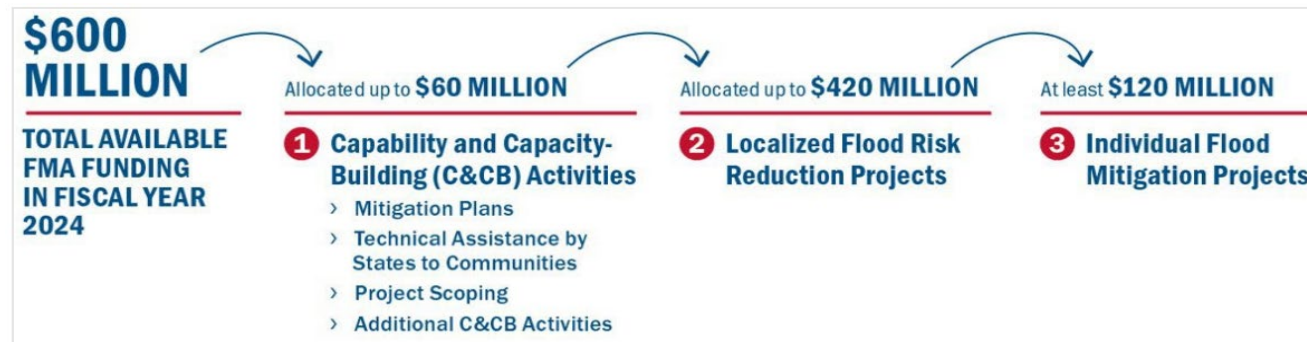 $600
MILLION
TOTAL AVAILABLE
FMA FUNDING
IN FISCAL YEAR
2024
Allocated up to $60 MILLION
1 Capability and Capacity-
Building (C&CB) Activities
› Mitigation Plans
› Technical Assistance by
States to Communities
› Project Scoping
› Additional C&CB Activities
Allocated up to $420 MILLION
2 Localized Flood Risk
Reduction Projects
At least $120 MILLION
3 Individual Flood
Mitigation Projects